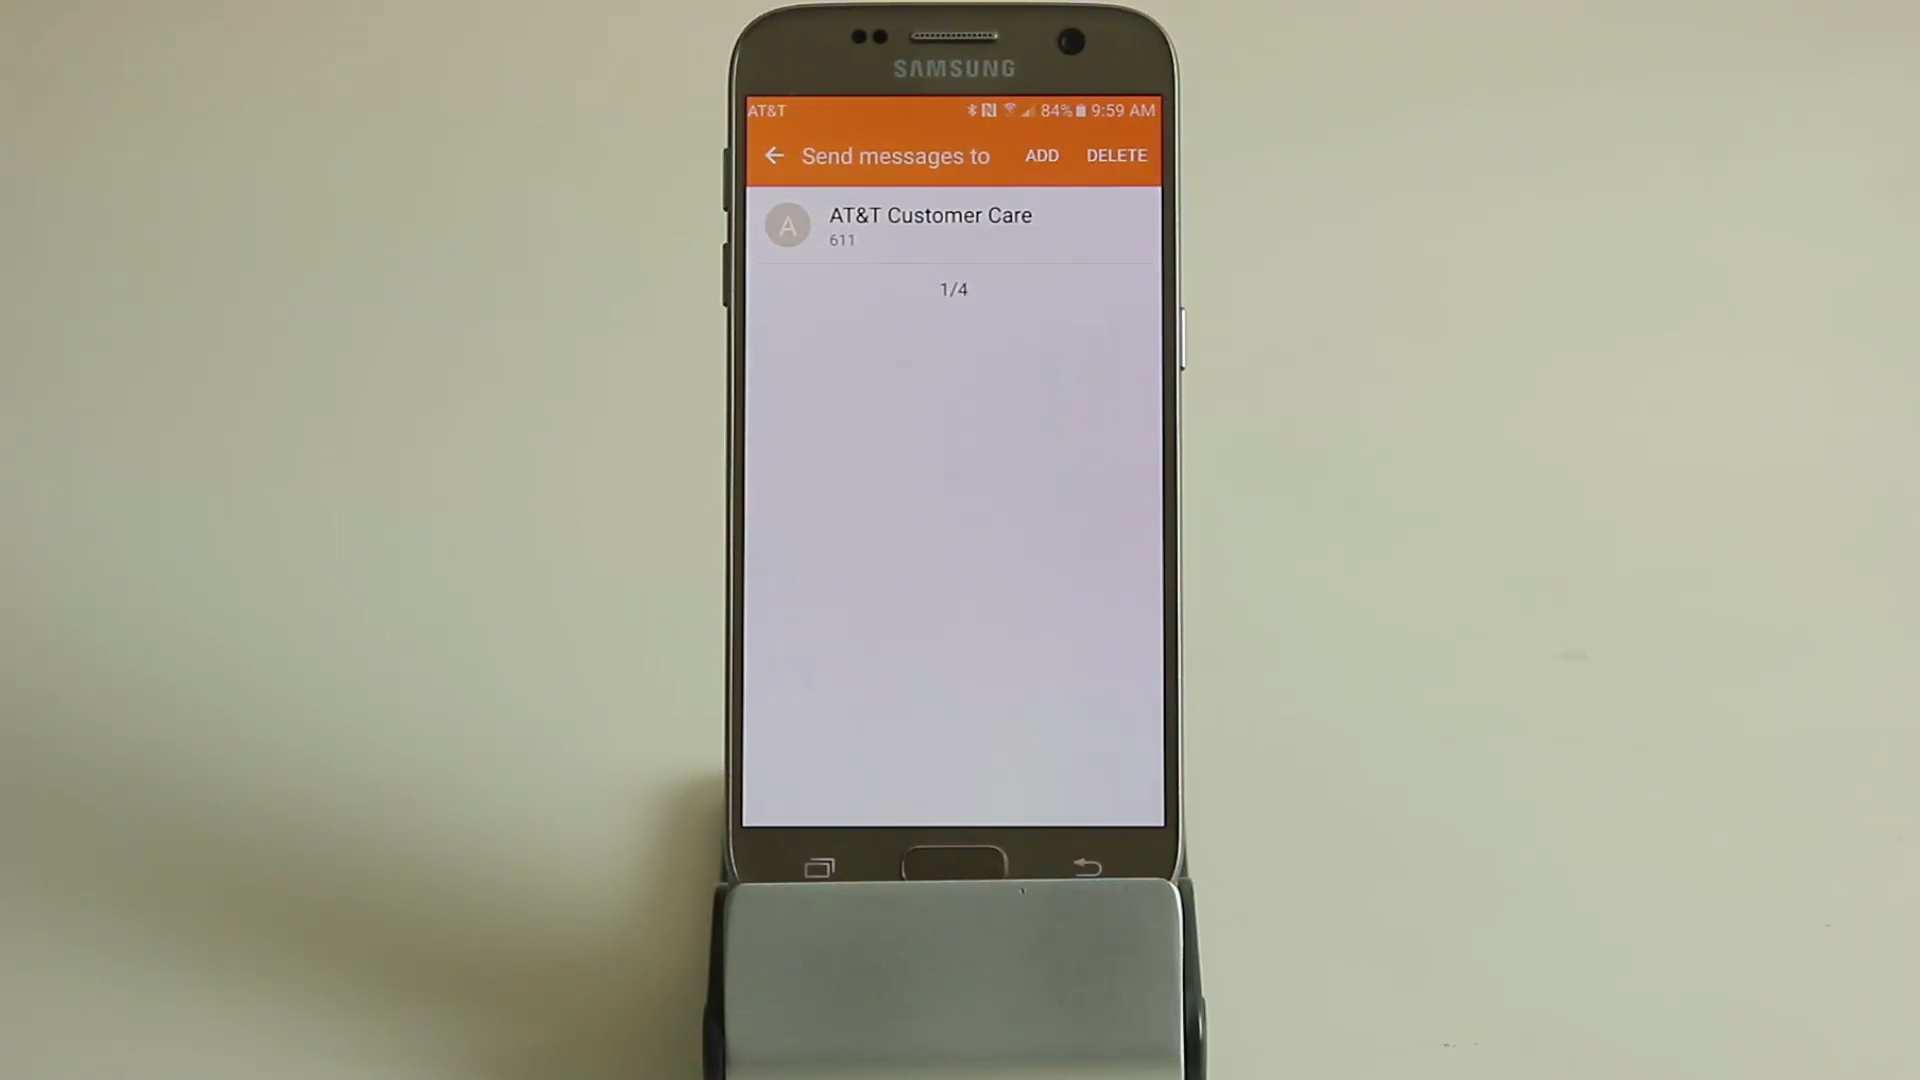 SAMSUNG
AT&T 84% 9:59 AM
Send messages to ADD DELETE
A
AT&T Customer Care
611
1/4